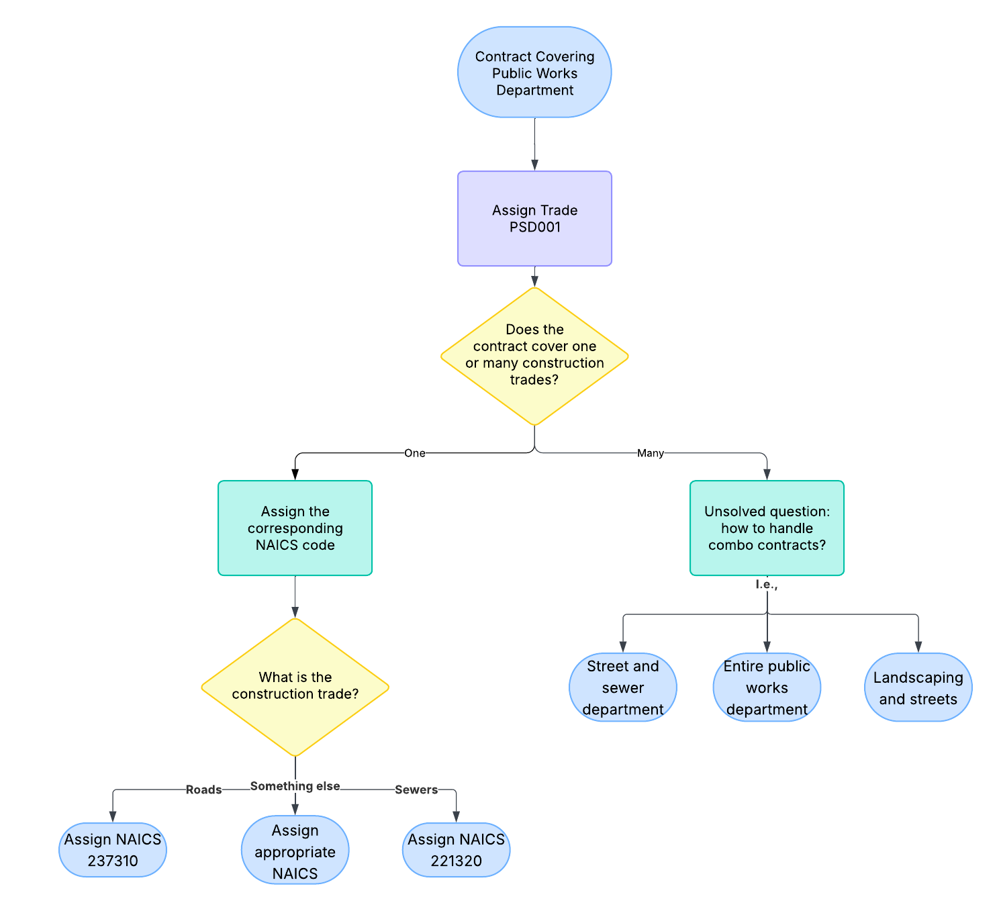 Contract Covering
Public Works
Department
Assign Trade
PSD001
Does the
contract cover one
or many construction
trades?
One
Many
Assign the
corresponding
NAICS code
Unsolved question:
how to handle
combo contracts?
I.e.,
What is the
construction trade?
Street and
sewer
department
Entire public
works
department
Landscaping
and streets
Roads
Something else
Sewers
Assign NAICS
237310
Assign
appropriate
NAICS
Assign NAICS
221320